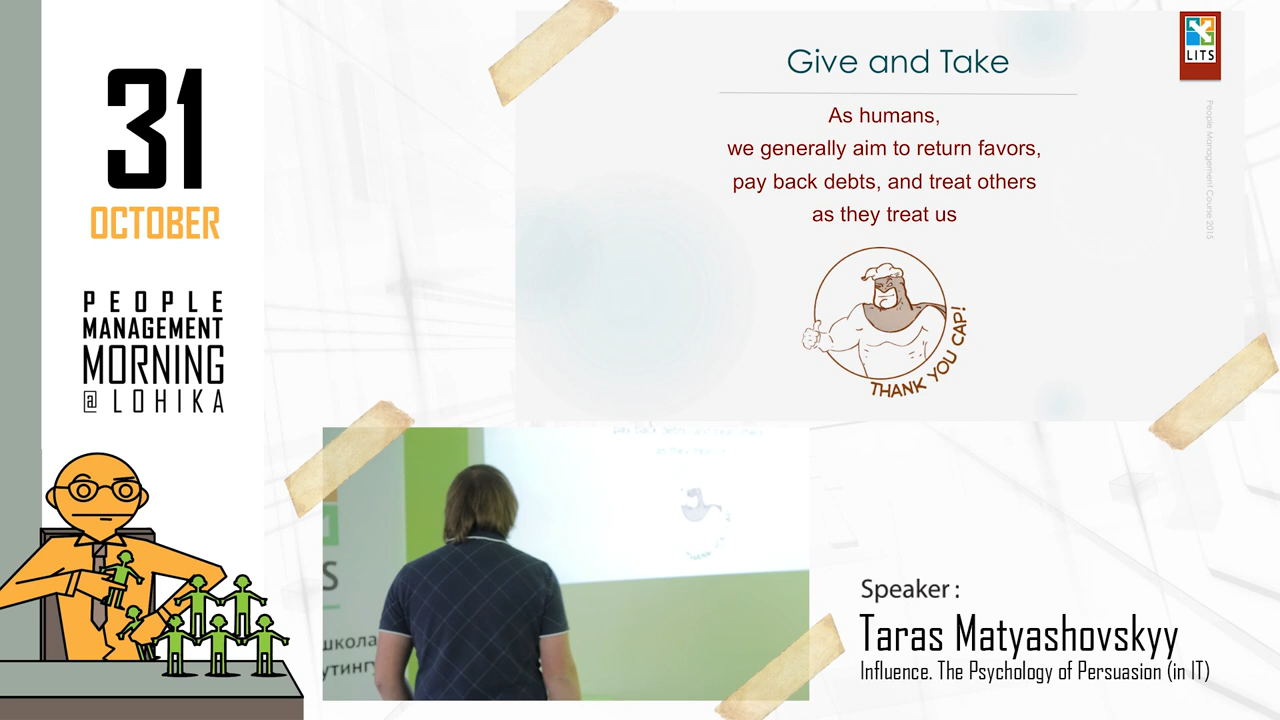 31
OCTOBER
PEOPLE
MANAGEMENT
MORNING
@ LOHIKA
Give and Take
As humans,
we generally aim to return favors,
pay back debts, and treat others
as they treat us
THANK YOU CAP!
LITS
People Management Course 2015
S
школа
Speaker :
Taras Matyashovskyy
Influence. The Psychology of Persuasion (in IT)